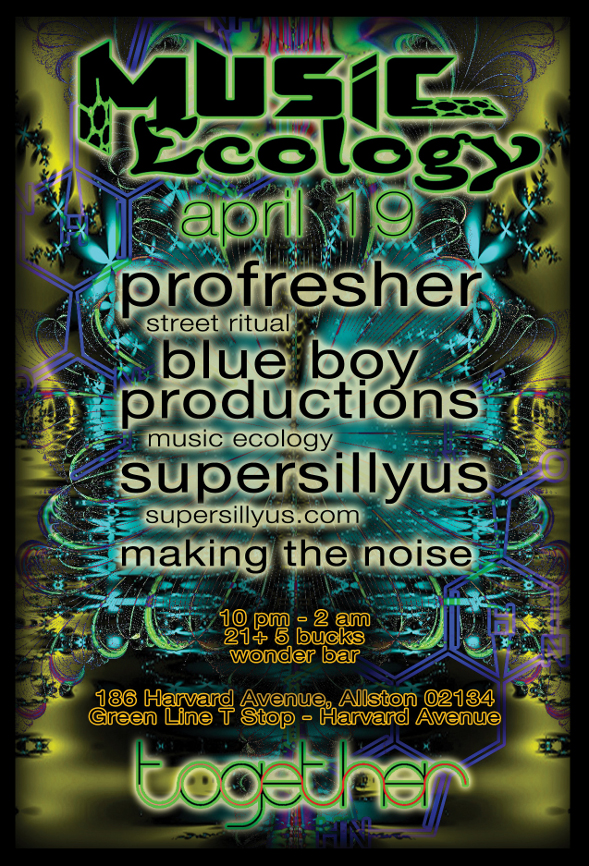 Music
Ecology
april 19
profresher
street ritual
blue boy
productions
music ecology
supersillyus
supersillyus.com
making the noise
10 pm - 2 am
21+ 5 bucks
wonder bar
186 Harvard Avenue, Allston 02134
Green Line T Stop - Harvard Avenue
together